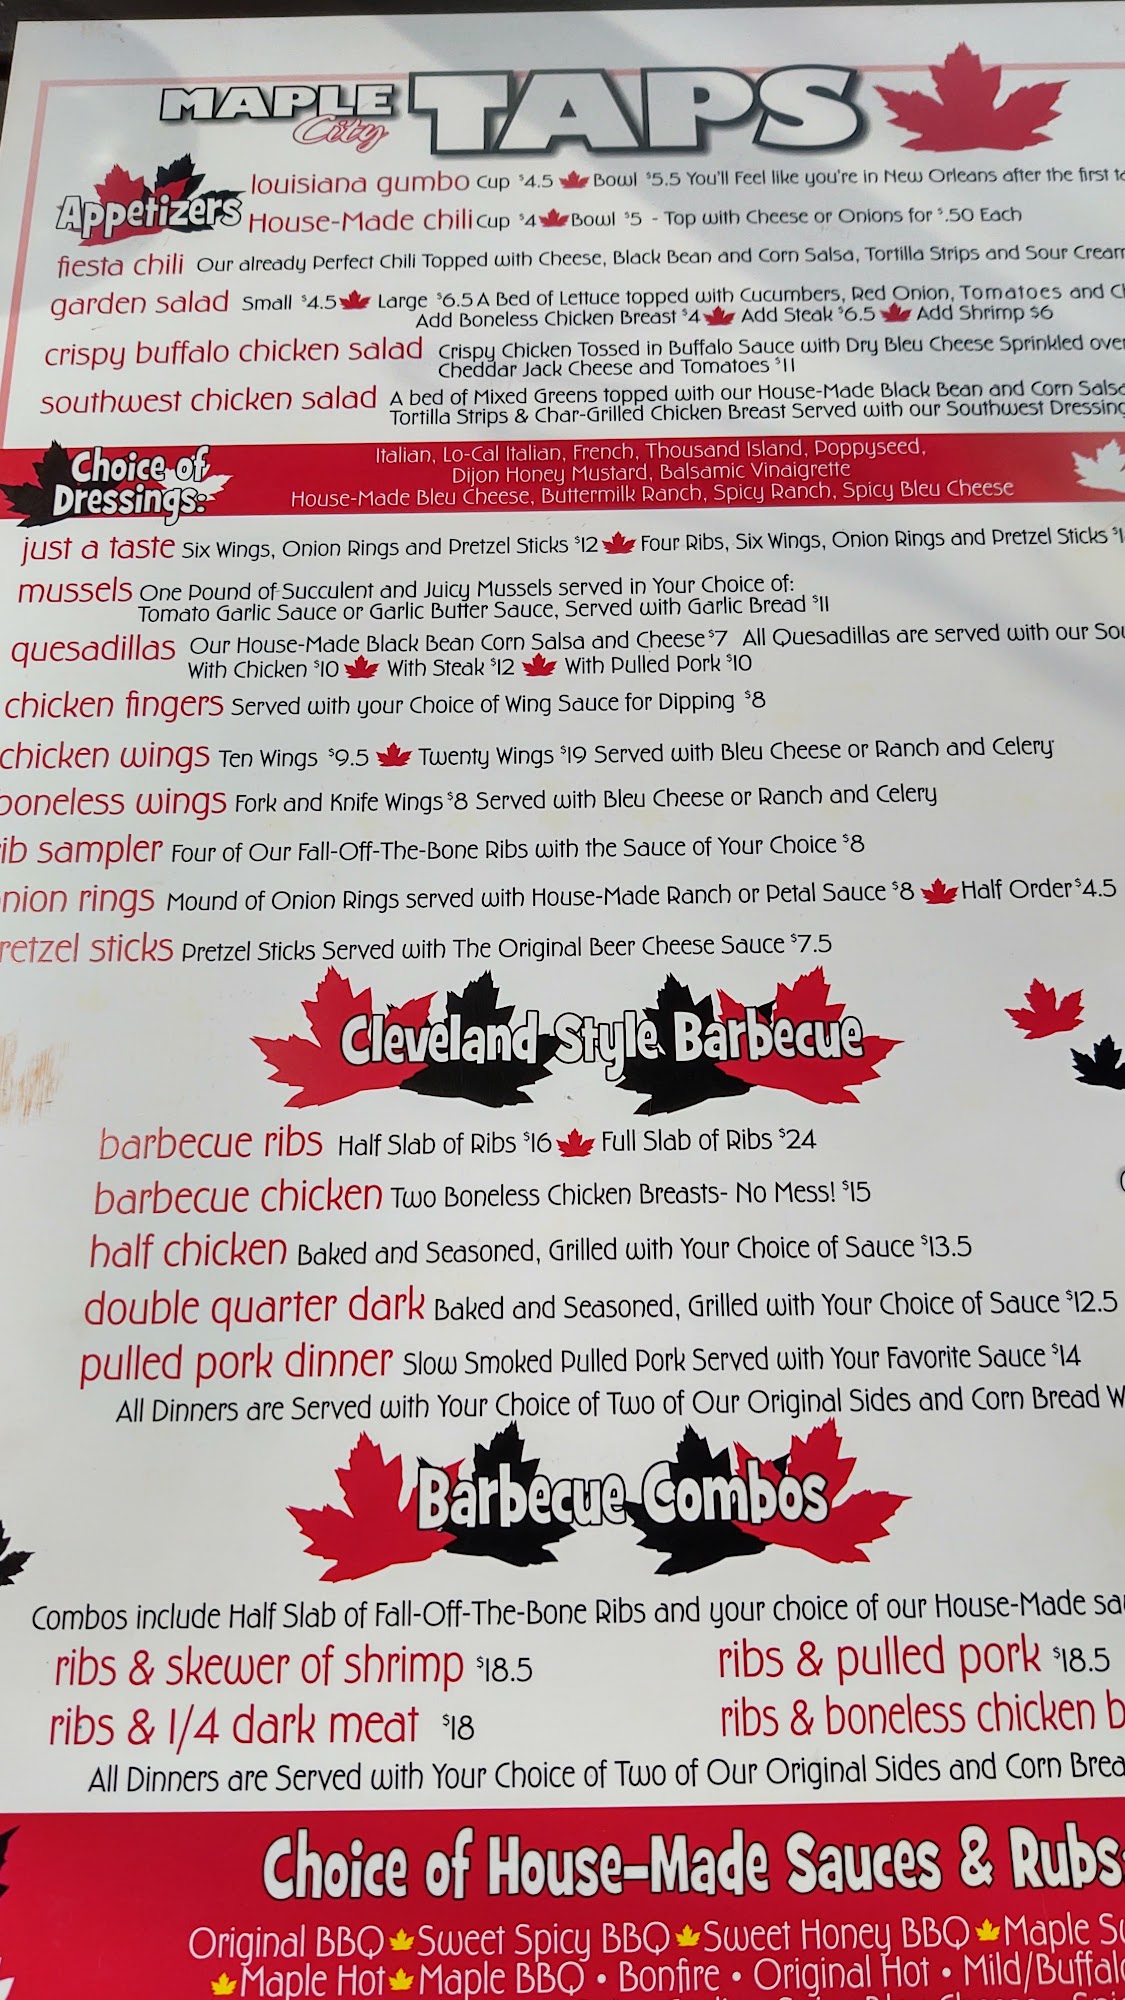 MAPLE City TAPS
Appetizers
louisiana gumbo Cup $4.5 Bowl $5.5 You'll Feel like you're in New Orleans after the first
House-Made chili Cup $4 Bowl $5 - Top with Cheese or Onions for $.50 Each
fiesta chili Our already Perfect Chili Topped with Cheese, Black Bean and Corn Salsa, Tortilla Strips and Sour Cream
garden salad Small $4.5 Large $6.5 A Bed of Lettuce topped with Cucumbers, Red Onion, Tomatoes and
Add Boneless Chicken Breast $4 Add Steak $6.5 Add Shrimp $6
crispy buffalo chicken salad Crispy Chicken Tossed in Buffalo Sauce with Dry Bleu Cheese Sprinkled over
Cheddar Jack Cheese and Tomatoes $11
southwest chicken salad A bed of Mixed Greens topped with our House-Made Black Bean and Corn Salsa
Tortilla Strips & Char-Grilled Chicken Breast Served with our Southwest Dressing
Choice of Dressings:
Italian, Lo-Cal Italian, French, Thousand Island, Poppyseed,
Dijon Honey Mustard, Balsamic Vinaigrette
House-Made Bleu Cheese, Buttermilk Ranch, Spicy Ranch, Spicy Bleu Cheese
just a taste Six Wings, Onion Rings and Pretzel Sticks $12 Four Ribs, Six Wings, Onion Rings and Pretzel Sticks
mussels One Pound of Succulent and Juicy Mussels served in Your Choice of:
Tomato Garlic Sauce or Garlic Butter Sauce, Served with Garlic Bread $11
quesadillas Our House-Made Black Bean Corn Salsa and Cheese $7 All Quesadillas are served with our
With Chicken $10 With Steak $12 With Pulled Pork $10
chicken fingers Served with your Choice of Wing Sauce for Dipping $8
chicken wings Ten Wings $9.5 Twenty Wings $19 Served with Bleu Cheese or Ranch and Celery
boneless wings Fork and Knife Wings $8 Served with Bleu Cheese or Ranch and Celery
ib sampler Four of Our Fall-Off-The-Bone Ribs with the Sauce of Your Choice $8
nion rings Mound of Onion Rings served with House-Made Ranch or Petal Sauce $8 Half Order $4.5
retzel sticks Pretzel Sticks Served with The Original Beer Cheese Sauce $7.5
Cleveland Style Barbecue
barbecue ribs Half Slab of Ribs $16 Full Slab of Ribs $24
barbecue chicken Two Boneless Chicken Breasts- No Mess! $15
half chicken Baked and Seasoned, Grilled with Your Choice of Sauce $13.5
double quarter dark Baked and Seasoned, Grilled with Your Choice of Sauce $12.5
pulled pork dinner Slow Smoked Pulled Pork Served with Your Favorite Sauce $14
All Dinners are Served with Your Choice of Two of Our Original Sides and Corn Bread
Barbecue Combos
Combos include Half Slab of Fall-Off-The-Bone Ribs and your choice of our House-Made
ribs & skewer of shrimp $18.5 ribs & pulled pork $18.5
ribs & 1/4 dark meat $18 ribs & boneless chicken
All Dinners are Served with Your Choice of Two of Our Original Sides and Corn
Choice of House-Made Sauces & Rubs
Original BBQ Sweet Spicy BBQ Sweet Honey BBQ Maple
Maple Hot Maple BBQ • Bonfire • Original Hot • Mild/Buffalo